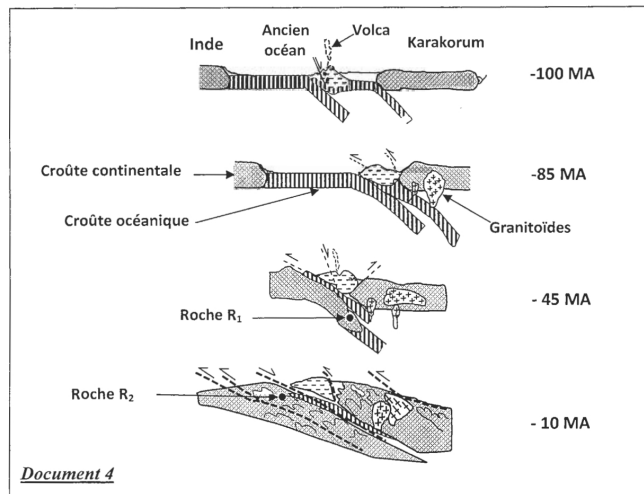 Inde
Ancien
océan
Volca
Karakorum
-100 MA
Croûte continentale
-85 MA
Croûte océanique
Granitoïdes
Roche R₁
- 45 MA
Roche R₂
- 10 MA
Document 4